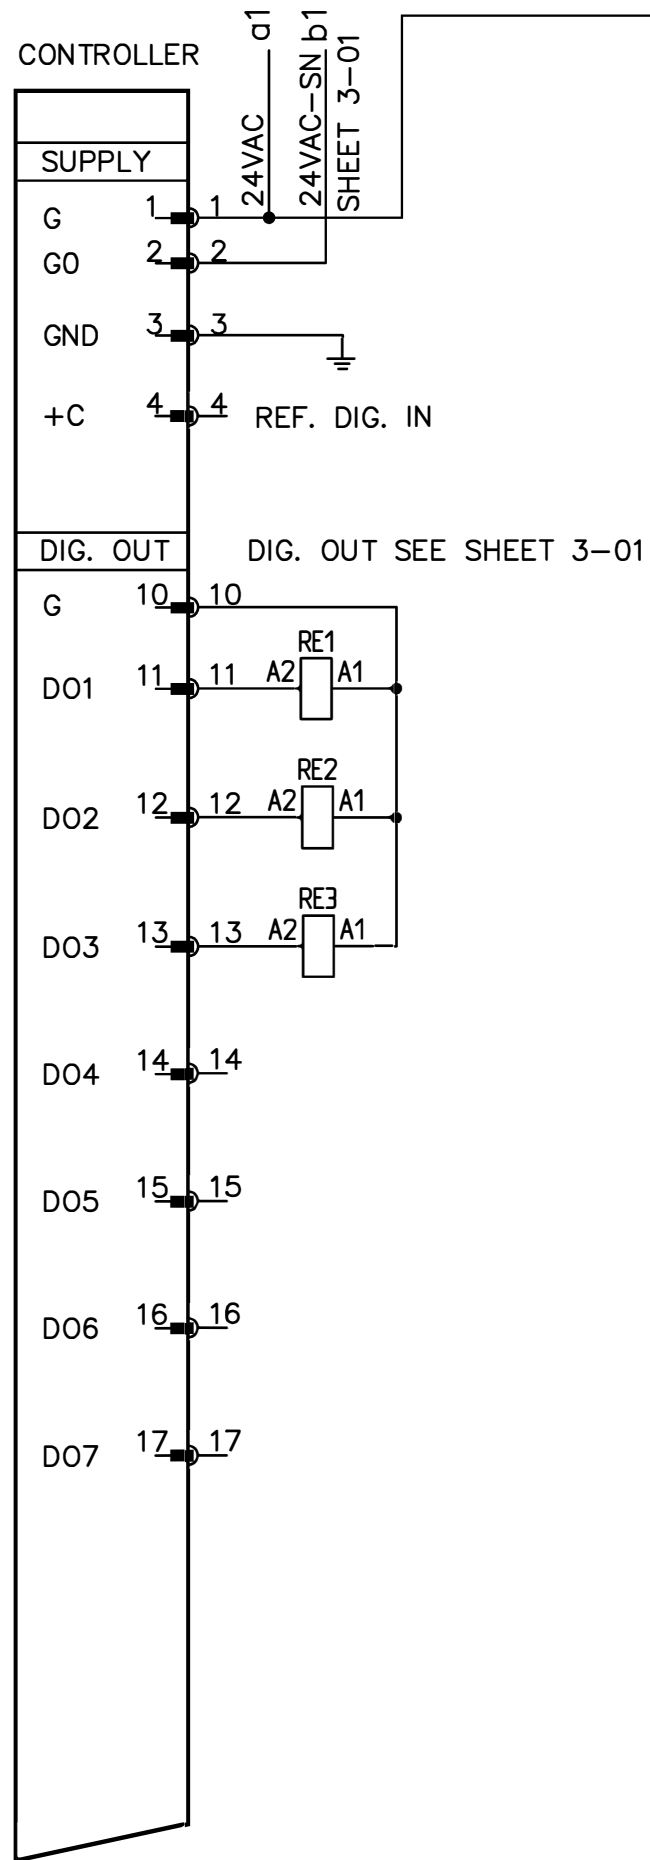 CONTROLLER
a1
b1
24VAC
24VAC-SN
SHEET 3-01
SUPPLY
G 1 1
G0 2 2
GND 3 3
+C 4 4 REF. DIG. IN
DIG. OUT DIG. OUT SEE SHEET 3-01
G 10 10
RE1
DO1 11 11 A2 A1
RE2
DO2 12 12 A2 A1
RE3
DO3 13 13 A2 A1
DO4 14 14
DO5 15 15
DO6 16 16
DO7 17 17